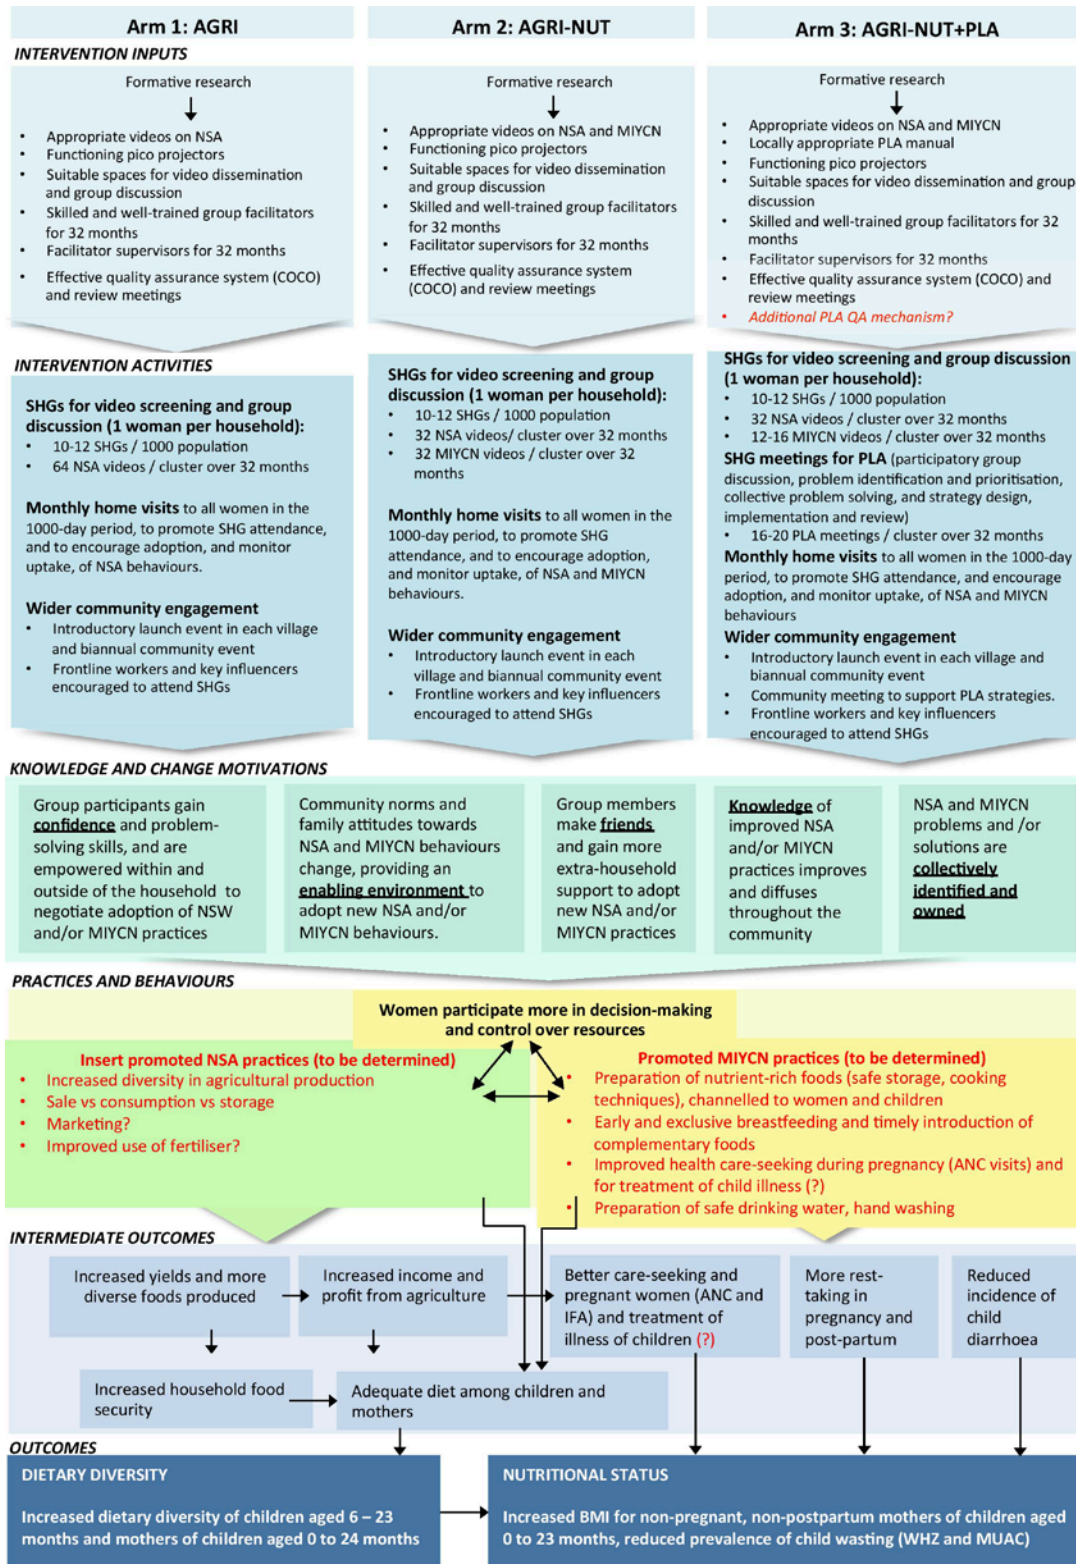 Arm 1: AGRI
Arm 2: AGRI-NUT
Arm 3: AGRI-NUT+PLA
INTERVENTION INPUTS
Formative research
• Appropriate videos on NSA
• Functioning pico projectors
• Suitable spaces for video dissemination
and group discussion
• Skilled and well-trained group facilitators
for 32 months
• Facilitator supervisors for 32 months
• Effective quality assurance system (COCO)
and review meetings
Formative research
• Appropriate videos on NSA and MIYCN
• Functioning pico projectors
• Suitable spaces for video dissemination
and group discussion
• Skilled and well-trained group facilitators
for 32 months
• Facilitator supervisors for 32 months
• Effective quality assurance system
(COCO) and review meetings
Formative research
• Appropriate videos on NSA and MIYCN
• Locally appropriate PLA manual
• Functioning pico projectors
• Suitable spaces for video dissemination and group
discussion
• Skilled and well-trained group facilitators for 32
months
• Facilitator supervisors for 32 months
• Effective quality assurance system (COCO) and
review meetings
• Additional PLA QA mechanism?
INTERVENTION ACTIVITIES
SHGs for video screening and group
discussion (1 woman per household):
• 10-12 SHGs / 1000 population
• 64 NSA videos / cluster over 32 months
Monthly home visits to all women in the
1000-day period, to promote SHG attendance,
and to encourage adoption, and monitor
uptake, of NSA behaviours.
Wider community engagement
• Introductory launch event in each village
and biannual community event
• Frontline workers and key influencers
encouraged to attend SHGs
SHGs for video screening and group
discussion (1 woman per household):
• 10-12 SHGs / 1000 population
• 32 NSA videos/ cluster over 32 months
• 32 MIYCN videos / cluster over 32
months
Monthly home visits to all women in the
1000-day period, to promote SHG
attendance, and to encourage adoption,
and monitor uptake, of NSA and MIYCN
behaviours.
Wider community engagement
• Introductory launch event in each
village and biannual community event
• Frontline workers and key influencers
encouraged to attend SHGs
SHGs for video screening and group discussion
(1 woman per household):
• 10-12 SHGs / 1000 population
• 32 NSA videos / cluster over 32 months
• 12-16 MIYCN videos / cluster over 32 months
SHG meetings for PLA (participatory group
discussion, problem identification and prioritisation,
collective problem solving, and strategy design,
implementation and review)
• 16-20 PLA meetings / cluster over 32 months
Monthly home visits to all women in the 1000-day
period, to promote SHG attendance, and encourage
adoption, and monitor uptake, of NSA and MIYCN
behaviours
Wider community engagement
• Introductory launch event in each village and
biannual community event
• Community meeting to support PLA strategies.
• Frontline workers and key influencers
encouraged to attend SHGs
KNOWLEDGE AND CHANGE MOTIVATIONS
Group participants gain
confidence and problem-
solving skills, and are
empowered within and
outside of the household to
negotiate adoption of NSW
and/or MIYCN practices
Community norms and
family attitudes towards
NSA and MIYCN behaviours
change, providing an
enabling environment to
adopt new NSA and/or
MIYCN behaviours.
Group members
make friends
and gain more
extra-household
support to adopt
new NSA and/or
MIYCN practices
Knowledge of
improved NSA
and/or MIYCN
practices improves
and diffuses
throughout the
community
NSA and MIYCN
problems and /or
solutions are
collectively
identified and
owned
PRACTICES AND BEHAVIOURS
Women participate more in decision-making
and control over resources
Insert promoted NSA practices (to be determined)
• Increased diversity in agricultural production
• Sale vs consumption vs storage
• Marketing?
• Improved use of fertiliser?
Promoted MIYCN practices (to be determined)
• Preparation of nutrient-rich foods (safe storage, cooking
techniques), channelled to women and children
• Early and exclusive breastfeeding and timely introduction of
complementary foods
• Improved health care-seeking during pregnancy (ANC visits) and
for treatment of child illness (?)
• Preparation of safe drinking water, hand washing
INTERMEDIATE OUTCOMES
Increased yields and more
diverse foods produced
Increased income and
profit from agriculture
Better care-seeking and
pregnant women (ANC and
IFA) and treatment of
illness of children (?)
More rest-
taking in
pregnancy and
post-partum
Reduced
incidence of
child
diarrhoea
Increased household food
security
Adequate diet among children and
mothers
OUTCOMES
DIETARY DIVERSITY
Increased dietary diversity of children aged 6 – 23
months and mothers of children aged 0 to 24 months
NUTRITIONAL STATUS
Increased BMI for non-pregnant, non-postpartum mothers of children aged
0 to 23 months, reduced prevalence of child wasting (WHZ and MUAC)